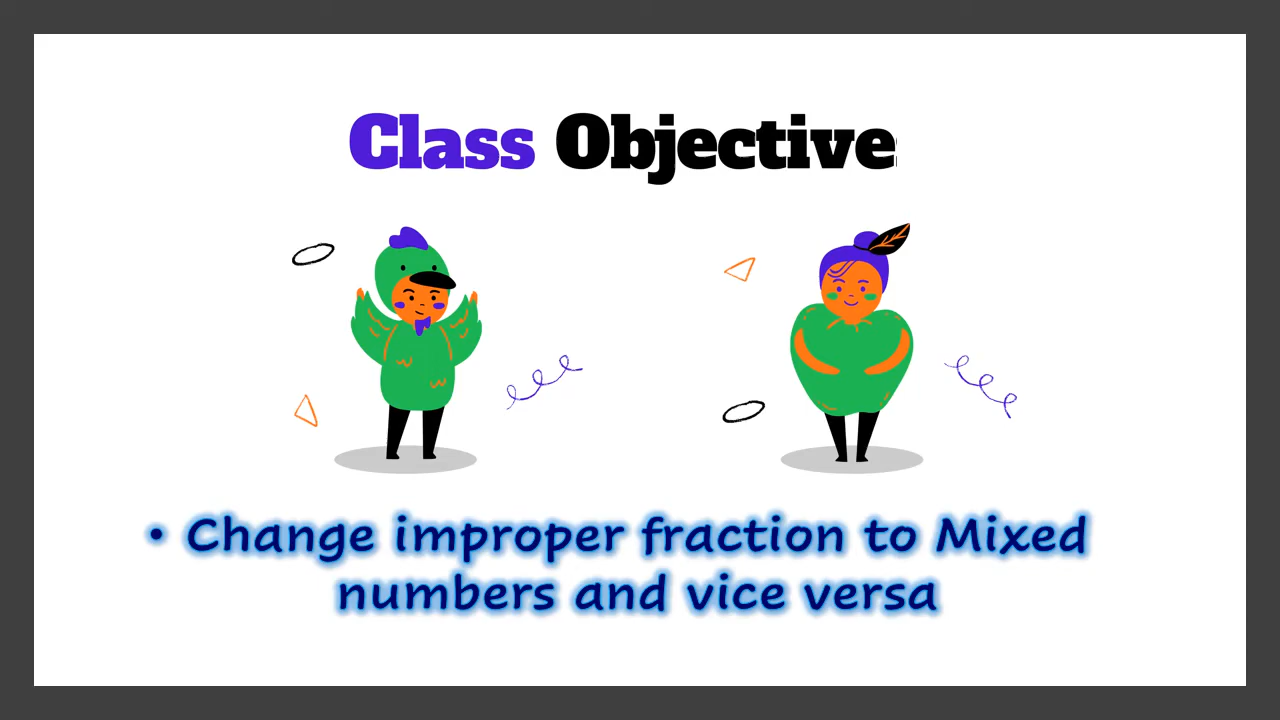 Class Objective
• Change improper fraction to Mixed
numbers and vice versa